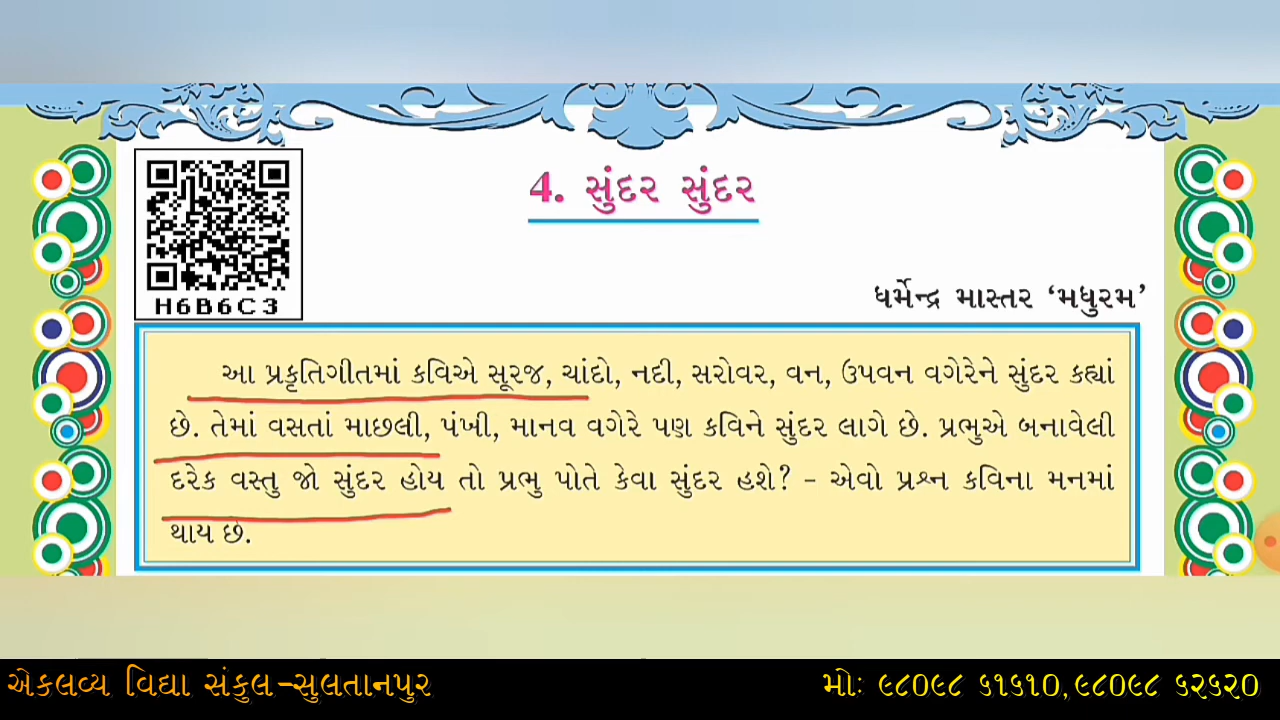 4. સુંદર સુંદર
H6B6C3
ધર્મેન્દ્ર માસ્તર ‘મધુરમ’
આ પ્રકૃતિગીતમાં કવિએ સૂરજ, ચાંદો, નદી, સરોવર, વન, ઉપવન વગેરેને સુંદર કહ્યાં
છે. તેમાં વસતાં માછલી, પંખી, માનવ વગેરે પણ કવિને સુંદર લાગે છે. પ્રભુએ બનાવેલી
દરેક વસ્તુ જો સુંદર હોય તો પ્રભુ પોતે કેવા સુંદર હશે? - એવો પ્રશ્ન કવિના મનમાં
થાય છે.
એકલવ્ય વિદ્યા સંકુલ-સુલતાનપુર
મોઃ ૯૮૦૯૮ ૬૧૬૧૦,૯૮૦૯૮ ૬૨૬૨૦